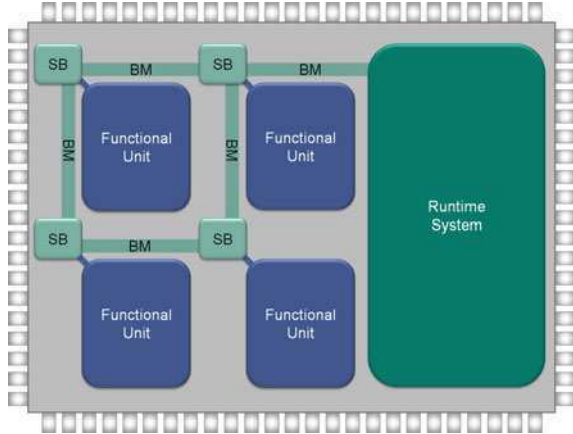 SB
BM
SB
BM
Functional
Unit
Functional
Unit
BM
BM
Runtime
System
SB
BM
SB
Functional
Unit
Functional
Unit